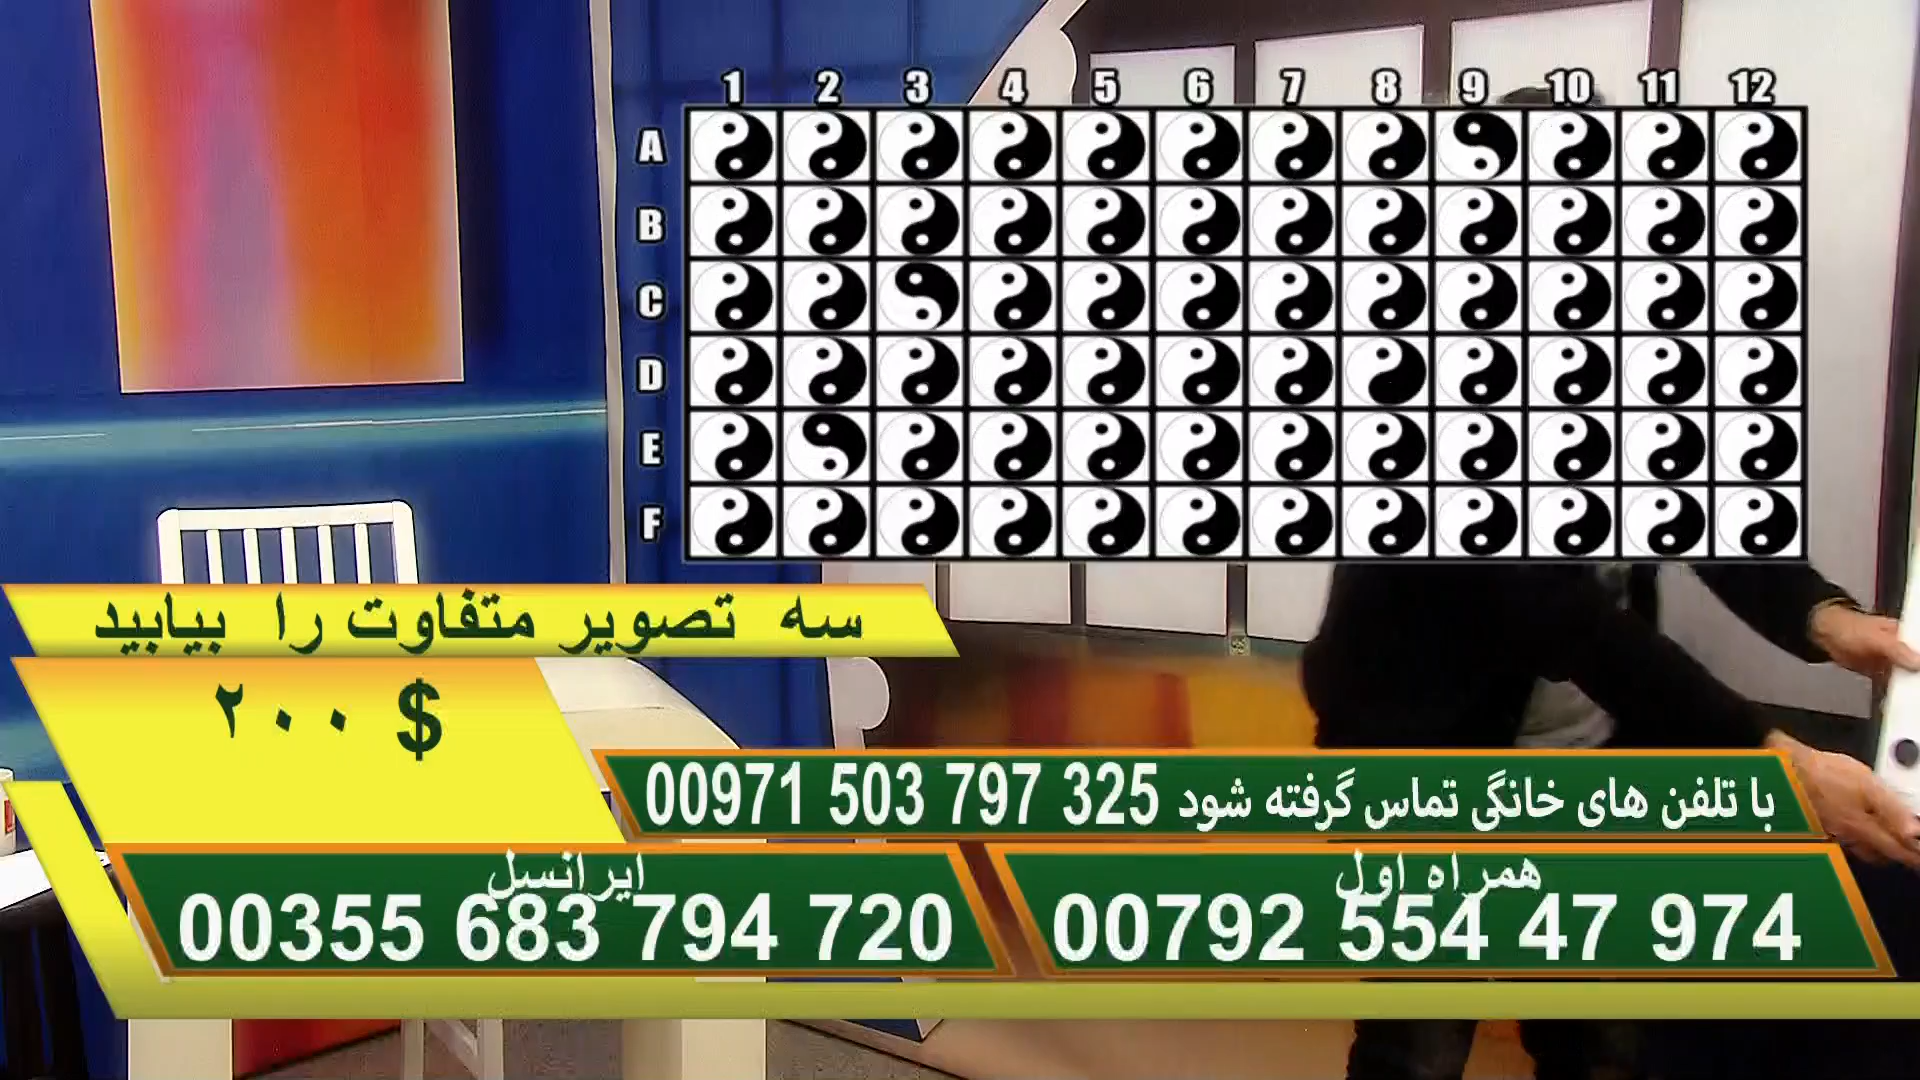 1 2 3 4 5 6 7 8 9 10 11 12
A
B
C
D
E
F
سه تصویر متفاوت را بیابید
۲۰۰ $
با تلفن های خانگی تماس گرفته شود 00971 503 797 325
ایرانسل
00355 683 794 720
همراه اول
00792 554 47 974